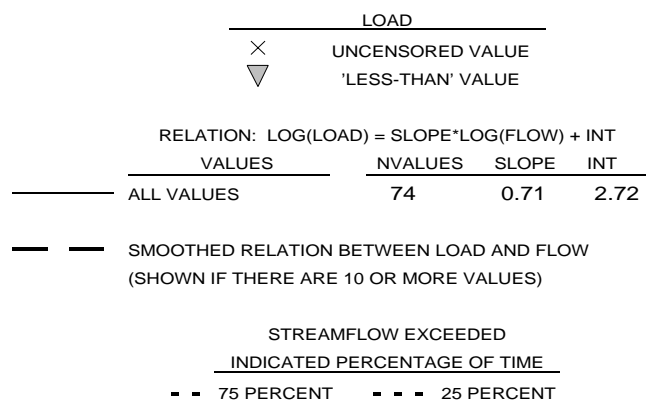 LOAD
UNCENSORED VALUE
'LESS-THAN' VALUE
RELATION: LOG(LOAD) = SLOPE*LOG(FLOW) + INT
VALUES NVALUES SLOPE INT
ALL VALUES 74 0.71 2.72
SMOOTHED RELATION BETWEEN LOAD AND FLOW
(SHOWN IF THERE ARE 10 OR MORE VALUES)
STREAMFLOW EXCEEDED
INDICATED PERCENTAGE OF TIME
75 PERCENT 25 PERCENT